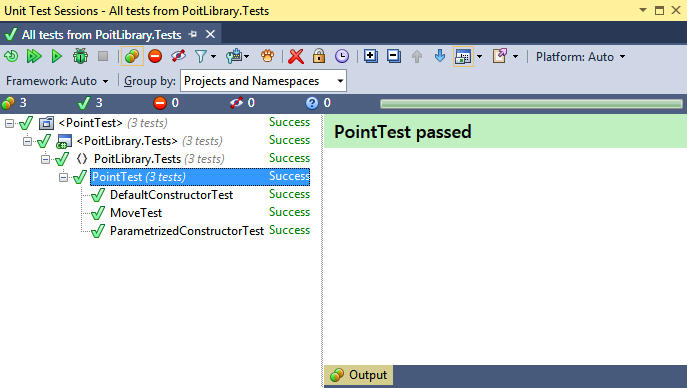 Unit Test Sessions - All tests from PoitLibrary.Tests
All tests from PoitLibrary.Tests
Platform: Auto
Framework: Auto Group by: Projects and Namespaces
3 3 0 0 0
<PointTest> (3 tests) Success
<PoitLibrary.Tests> (3 tests) Success
PoitLibrary.Tests (3 tests) Success
PointTest (3 tests) Success
DefaultConstructorTest Success
MoveTest Success
ParametrizedConstructorTest Success
PointTest passed
Output